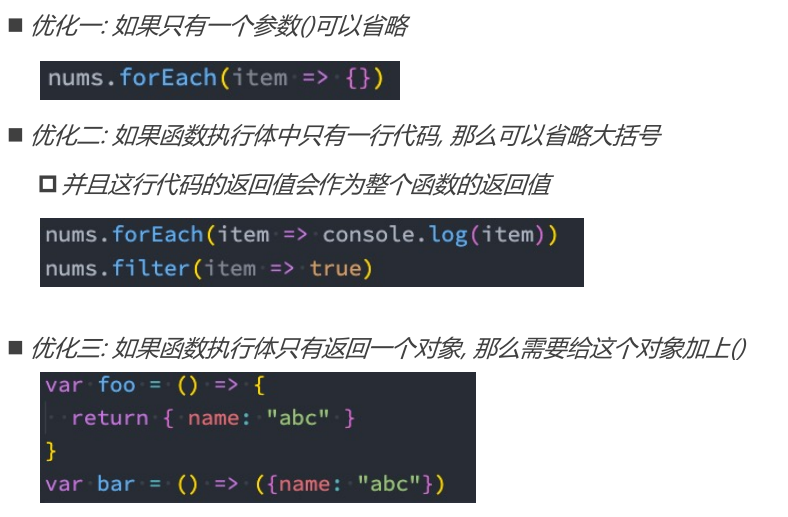 优化一: 如果只有一个参数()可以省略
nums.forEach(item => {})
优化二: 如果函数执行体中只有一行代码, 那么可以省略大括号
并且这行代码的返回值会作为整个函数的返回值
nums.forEach(item => console.log(item))
nums.filter(item => true)
优化三: 如果函数执行体只有返回一个对象, 那么需要给这个对象加上()
var foo = () => {
  return { name: "abc" }
}
var bar = () => ({name: "abc"})